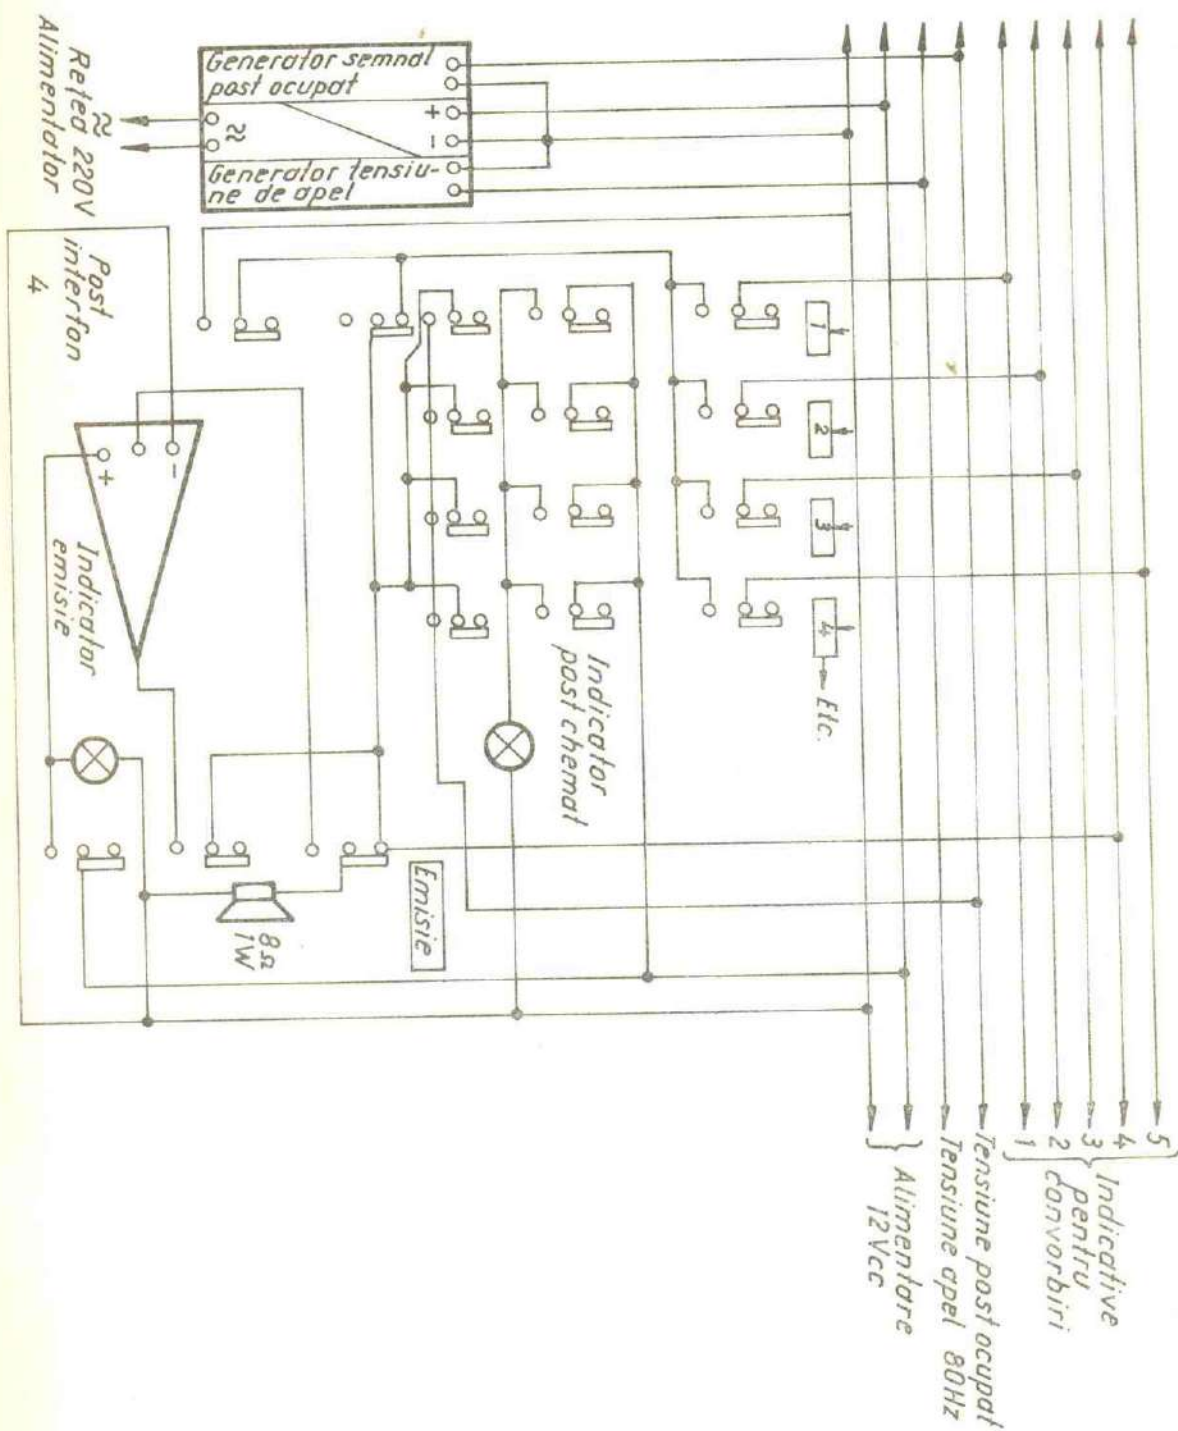 Generator semnal
post ocupat
+
-
≈
Generator tensiu-
ne de apel
≈
Rețea 220V
Alimentator
Post
interfon
4
-
+
Indicator
emisie
1
2
3
4
Etc.
Indicator
post chemat
Emisie
8Ω
1W
5
4
3
2
1
Indicative
pentru
convorbiri
Tensiune post ocupat
Tensiune apel 80Hz
Alimentare
12Vcc